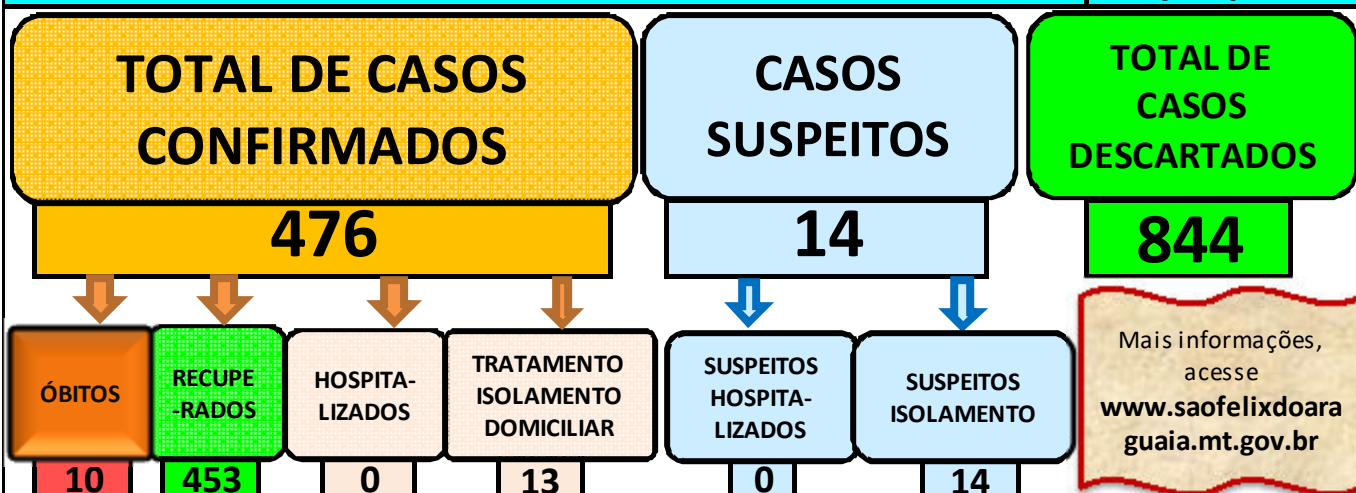 TOTAL DE CASOS
CONFIRMADOS
476
CASOS
SUSPEITOS
14
TOTAL DE
CASOS
DESCARTADOS
844
ÓBITOS
10
RECUPE
-RADOS
453
HOSPITA-
LIZADOS
0
TRATAMENTO
ISOLAMENTO
DOMICILIAR
13
SUSPEITOS
HOSPITA-
LIZADOS
0
SUSPEITOS
ISOLAMENTO
14
Mais informações,
acesse
www.saofelixdoara
guaia.mt.gov.br